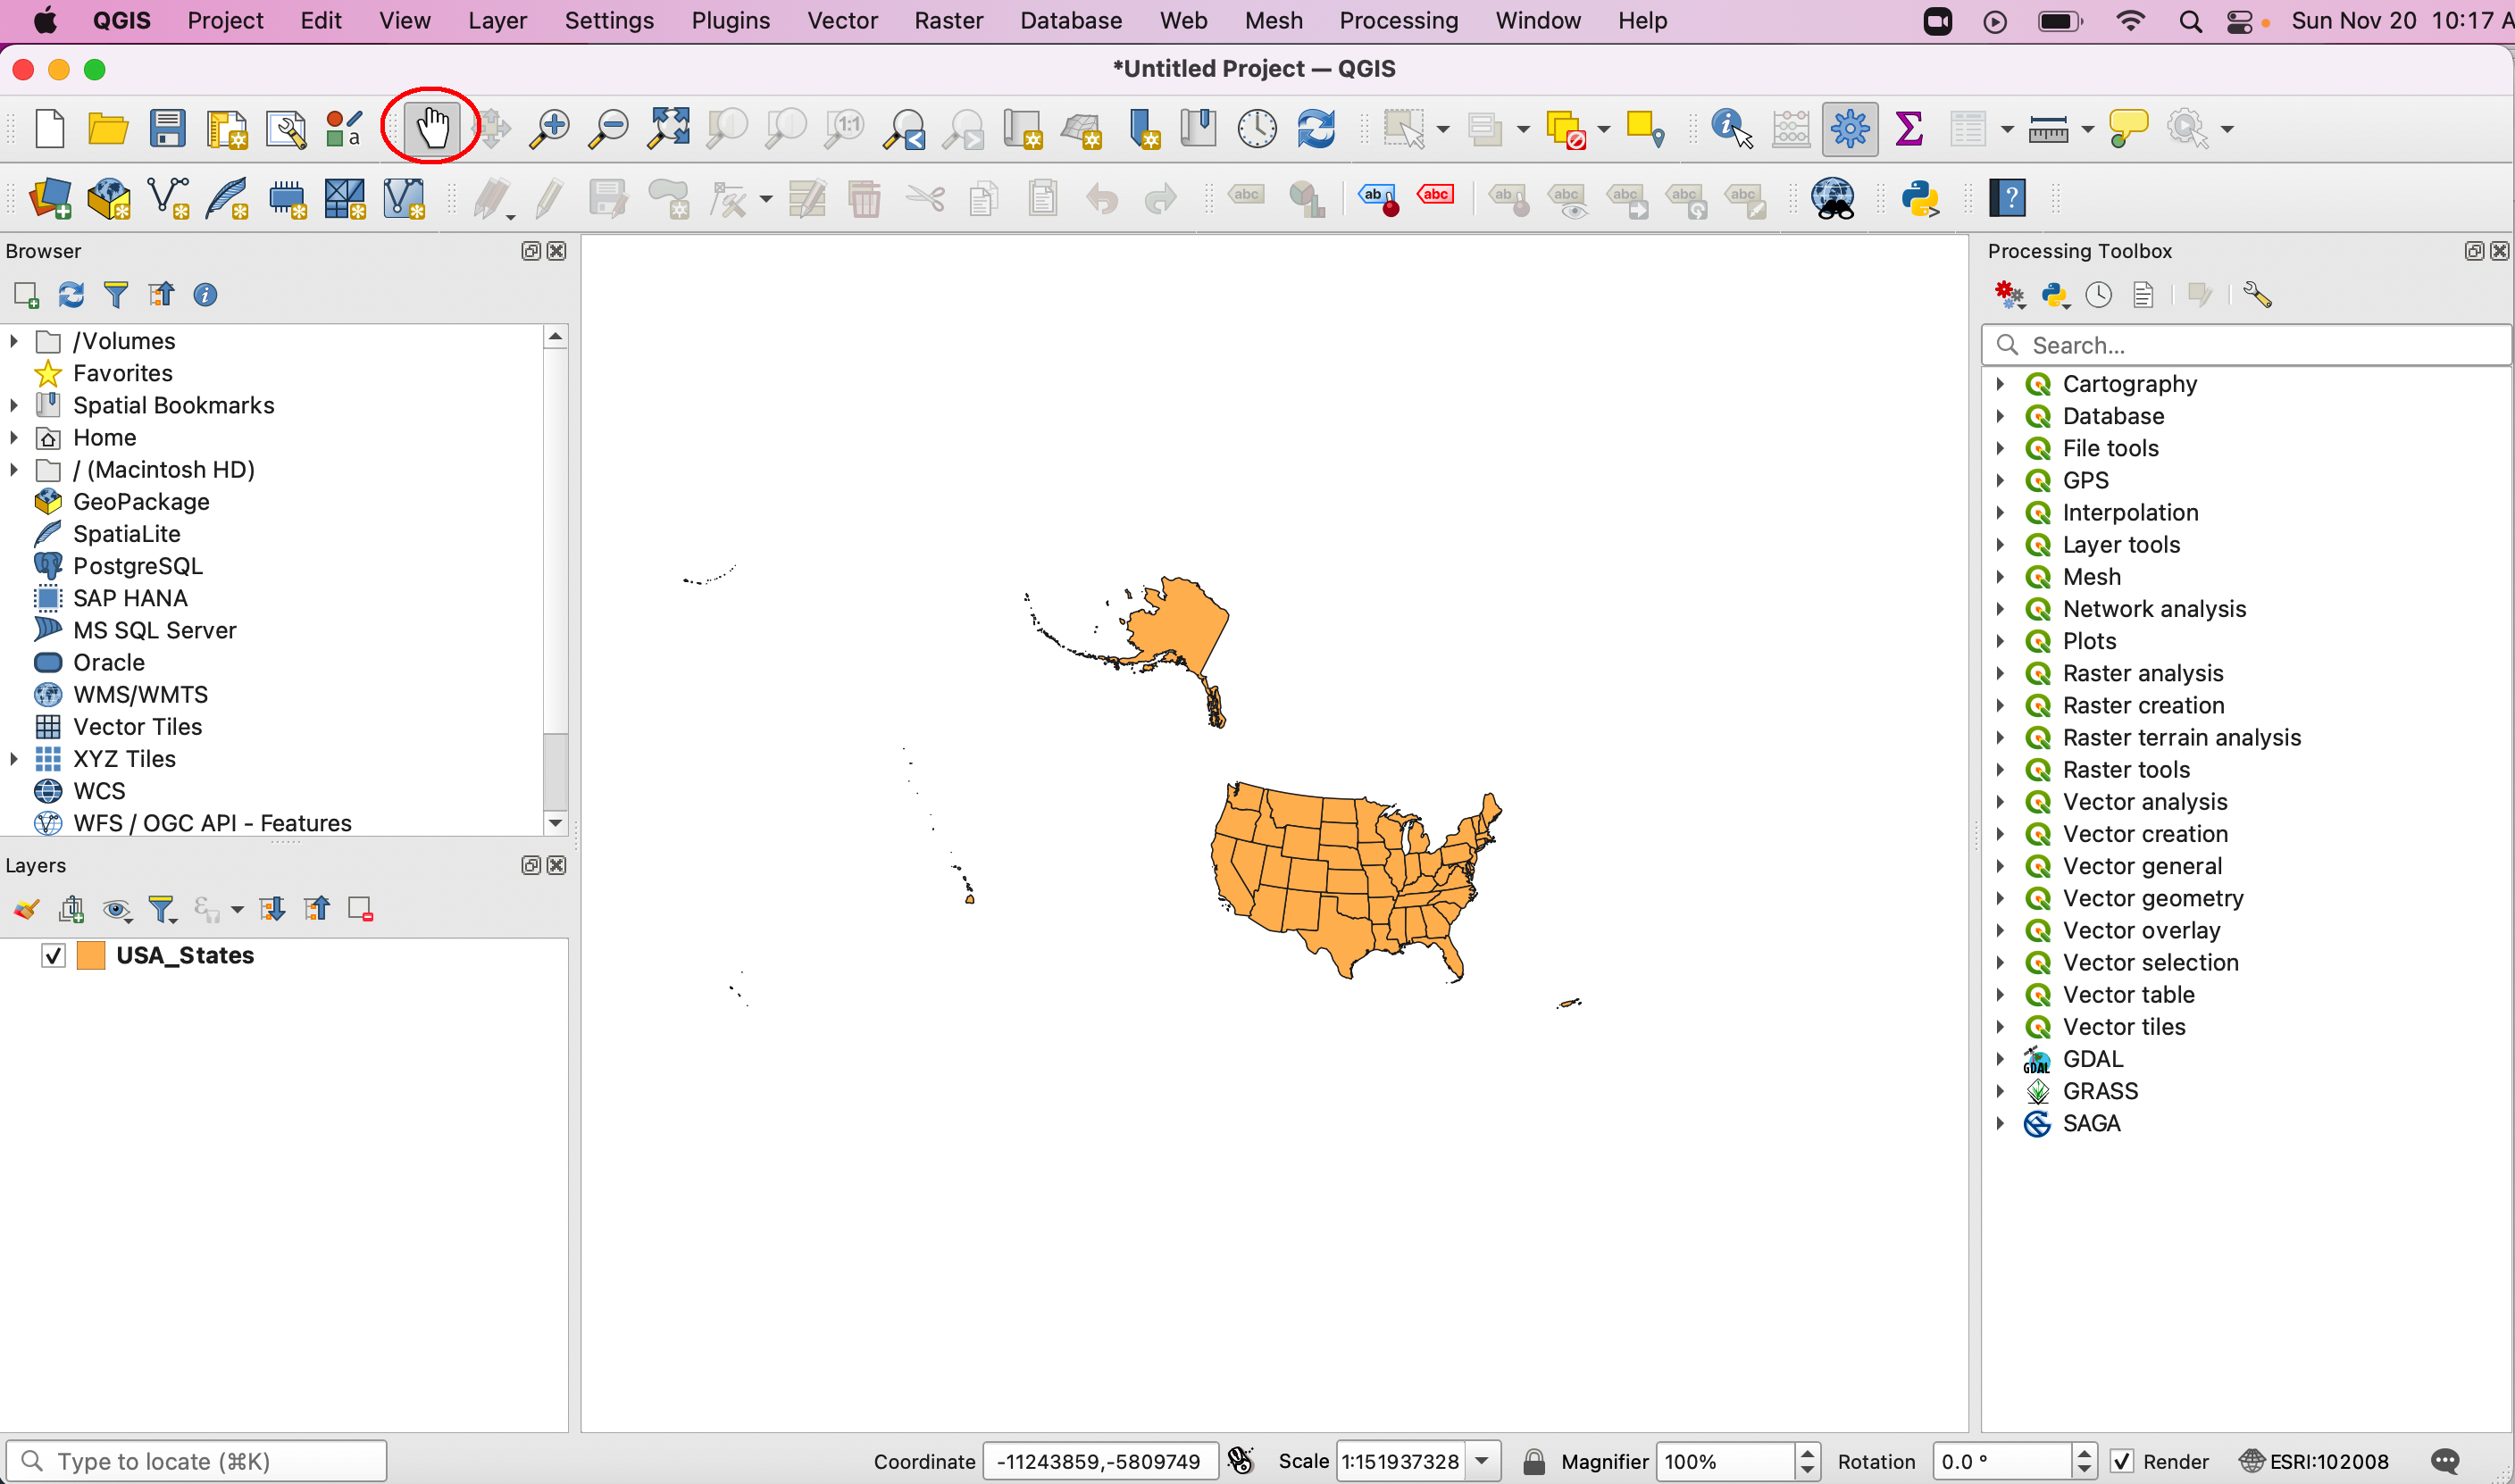 QGIS Project Edit View Layer Settings Plugins Vector Raster Database Web Mesh Processing Window Help Sun Nov 20 10:17 A
*Untitled Project — QGIS
a
1:1
abc ab abc ab abc abc abc abc
?
Browser
/Volumes
Favorites
Spatial Bookmarks
Home
/ (Macintosh HD)
GeoPackage
SpatiaLite
PostgreSQL
SAP HANA
MS SQL Server
Oracle
WMS/WMTS
Vector Tiles
XYZ Tiles
WCS
WFS / OGC API - Features
Layers
USA_States
Processing Toolbox
Search...
Cartography
Database
File tools
GPS
Interpolation
Layer tools
Mesh
Network analysis
Plots
Raster analysis
Raster creation
Raster terrain analysis
Raster tools
Vector analysis
Vector creation
Vector general
Vector geometry
Vector overlay
Vector selection
Vector table
Vector tiles
GDAL GDAL
GRASS
SAGA
Type to locate (⌘K) Coordinate -11243859,-5809749 Scale 1:151937328 Magnifier 100% Rotation 0.0 ° Render ESRI:102008